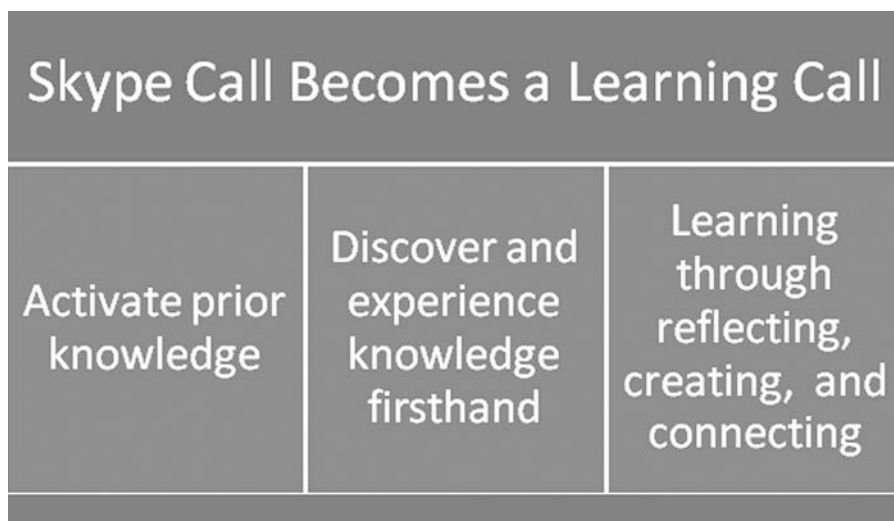 Skype Call Becomes a Learning Call
Activate prior
knowledge
Discover and
experience
knowledge
firsthand
Learning
through
reflecting,
creating,  and
connecting